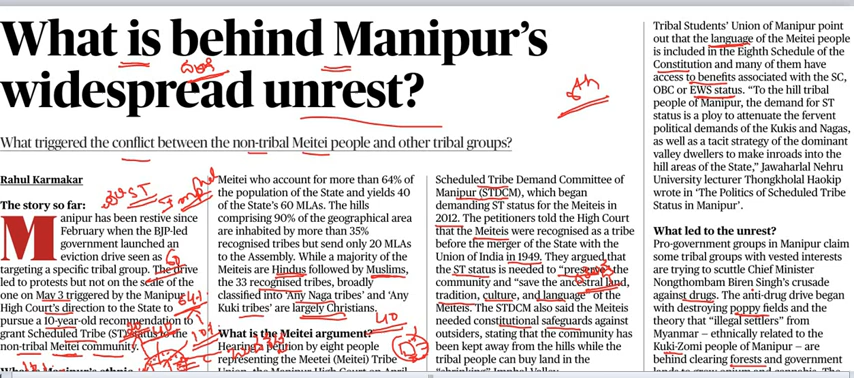 What is behind Manipur's
widespread unrest?
What triggered the conflict between the non-tribal Meitei people and other tribal groups?
Rahul Karmakar
The story so far:
Manipur has been restive since
February when the BJP-led
government launched an
eviction drive seen as
targeting a specific tribal group. The drive
led to protests but not on the scale of the
one on May 3 triggered by the Manipur
High Court's direction to the State to
pursue a 10-year-old recommendation to
grant Scheduled Tribe (ST) status to the
non-tribal Meitei community.
Meitei who account for more than 64% of
the population of the State and yields 40
of the State's 60 MLAs. The hills
comprising 90% of the geographical area
are inhabited by more than 35%
recognised tribes but send only 20 MLAs
to the Assembly. While a majority of the
Meiteis are Hindus followed by Muslims,
the 33 recognised tribes, broadly
classified into 'Any Naga tribes' and 'Any
Kuki tribes' are largely Christians.
What is the Meitei argument?
Hearing a petition by eight people
representing the Meetei (Meitei) Tribe
Union, the Manipur High Court on April
Scheduled Tribe Demand Committee of
Manipur (STDCM), which began
demanding ST status for the Meiteis in
2012. The petitioners told the High Court
that the Meiteis were recognised as a tribe
before the merger of the State with the
Union of India in 1949. They argued that
the ST status is needed to "preserve" the
community and "save the ancestral land,
tradition, culture, and language" of the
Meiteis. The STDCM also said the Meiteis
needed constitutional safeguards against
outsiders, stating that the community has
been kept away from the hills while the
tribal people can buy land in the
"shrinking" Imphal Valley.
Tribal Students' Union of Manipur point
out that the language of the Meitei people
is included in the Eighth Schedule of the
Constitution and many of them have
access to benefits associated with the SC,
OBC or EWS status. "To the hill tribal
people of Manipur, the demand for ST
status is a ploy to attenuate the fervent
political demands of the Kukis and Nagas,
as well as a tacit strategy of the dominant
valley dwellers to make inroads into the
hill areas of the State," Jawaharlal Nehru
University lecturer Thongkholal Haokip
wrote in 'The Politics of Scheduled Tribe
Status in Manipur'.
What led to the unrest?
Pro-government groups in Manipur claim
some tribal groups with vested interests
are trying to scuttle Chief Minister
Nongthombam Biren Singh's crusade
against drugs. The anti-drug drive began
with destroying poppy fields and the
theory that "illegal settlers" from
Myanmar – ethnically related to the
Kuki-Zomi people of Manipur – are
behind clearing forests and government